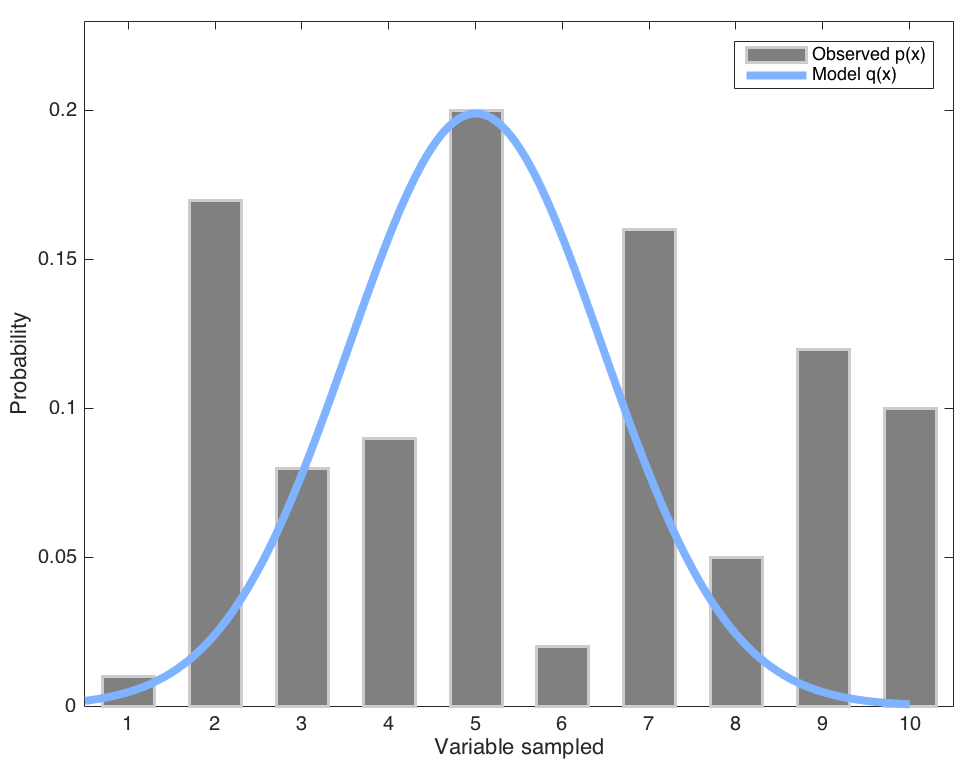 Observed p(x)
Model q(x)
0.2
0.15
0.1
0.05
0
Probability
1 2 3 4 5 6 7 8 9 10
Variable sampled